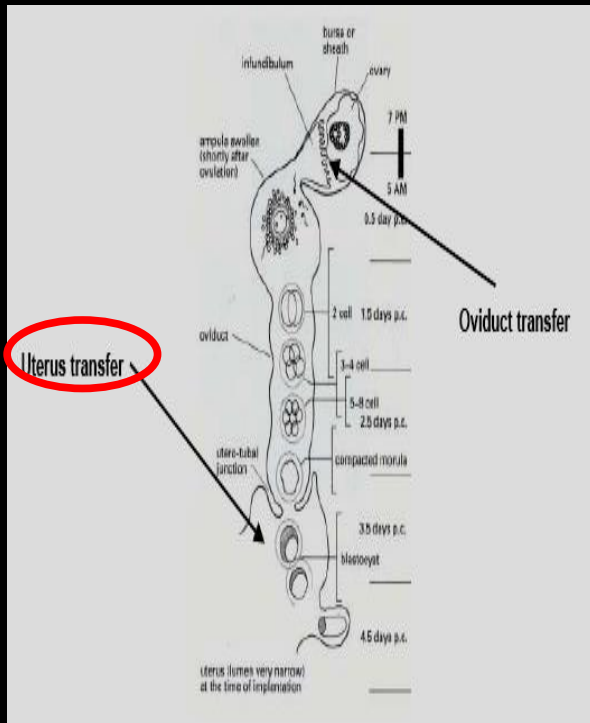 bursa or
sheath
infundibulum
ovary
7 PM
ampulla swollen
(shortly after
ovulation)
5 AM
0.5 day p.c.
2 cell
1.5 days p.c.
Oviduct transfer
oviduct
Uterus transfer
3–4 cell
5–8 cell
2.5 days p.c.
utero-tubal
junction
compacted morula
3.5 days p.c.
blastocyst
4.5 days p.c.
uterus (lumen very narrow)
at the time of implantation